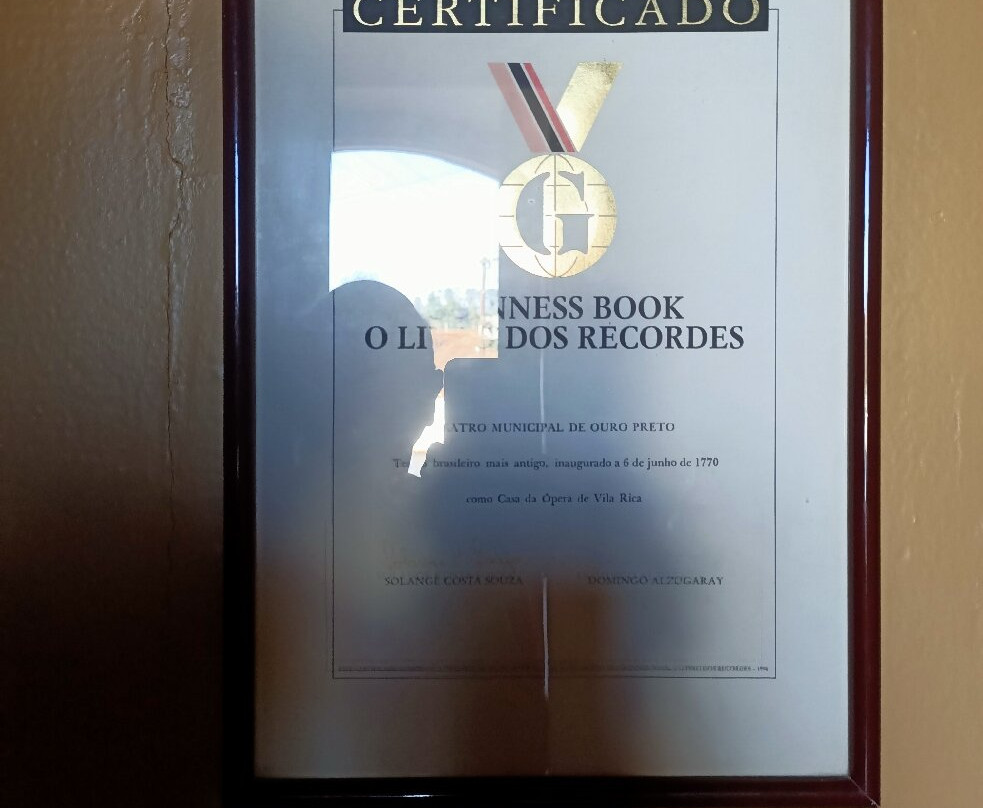 CERTIFICADO
G
NNESS BOOK
O LI DOS RECORDES
ATRO MUNICIPAL DE OURO PRETO
Te brasileiro mais antigo, inaugurado a 6 de junho de 1770
como Casa da Ópera de Vila Rica
SOLANGE COSTA SOUZA DOMINGO ALZUGARAY